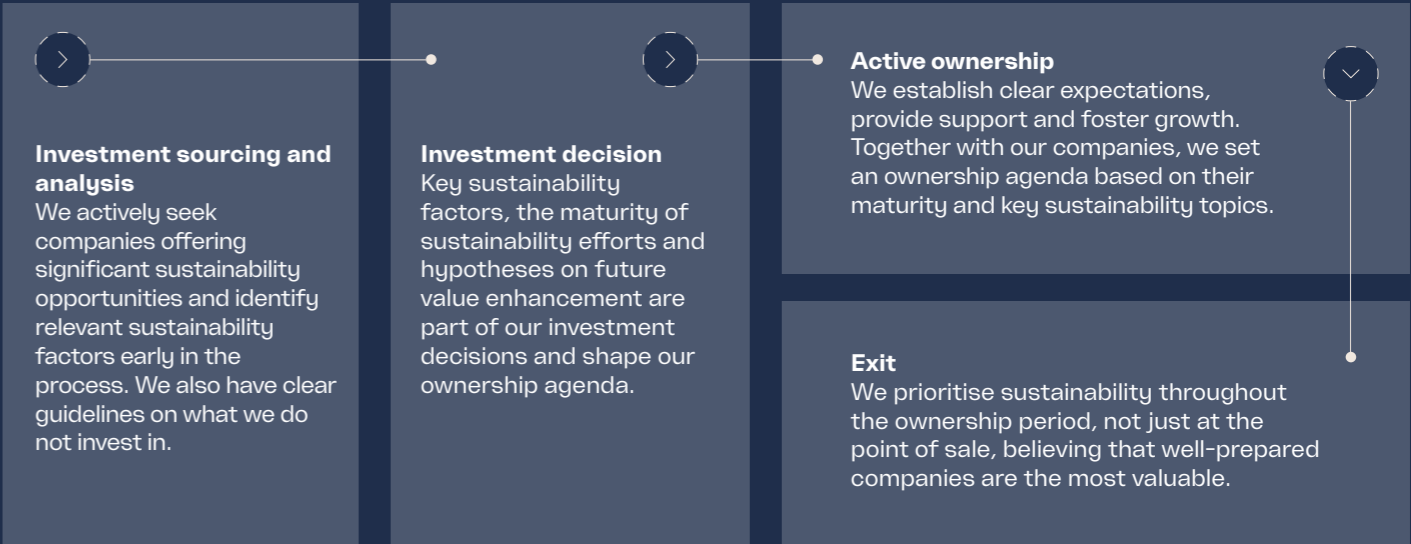 Investment sourcing and
analysis
We actively seek
companies offering
significant sustainability
opportunities and identify
relevant sustainability
factors early in the
process. We also have clear
guidelines on what we do
not invest in.
Investment decision
Key sustainability
factors, the maturity of
sustainability efforts and
hypotheses on future
value enhancement are
part of our investment
decisions and shape our
ownership agenda.
Active ownership
We establish clear expectations,
provide support and foster growth.
Together with our companies, we set
an ownership agenda based on their
maturity and key sustainability topics.
Exit
We prioritise sustainability throughout
the ownership period, not just at the
point of sale, believing that well-prepared
companies are the most valuable.